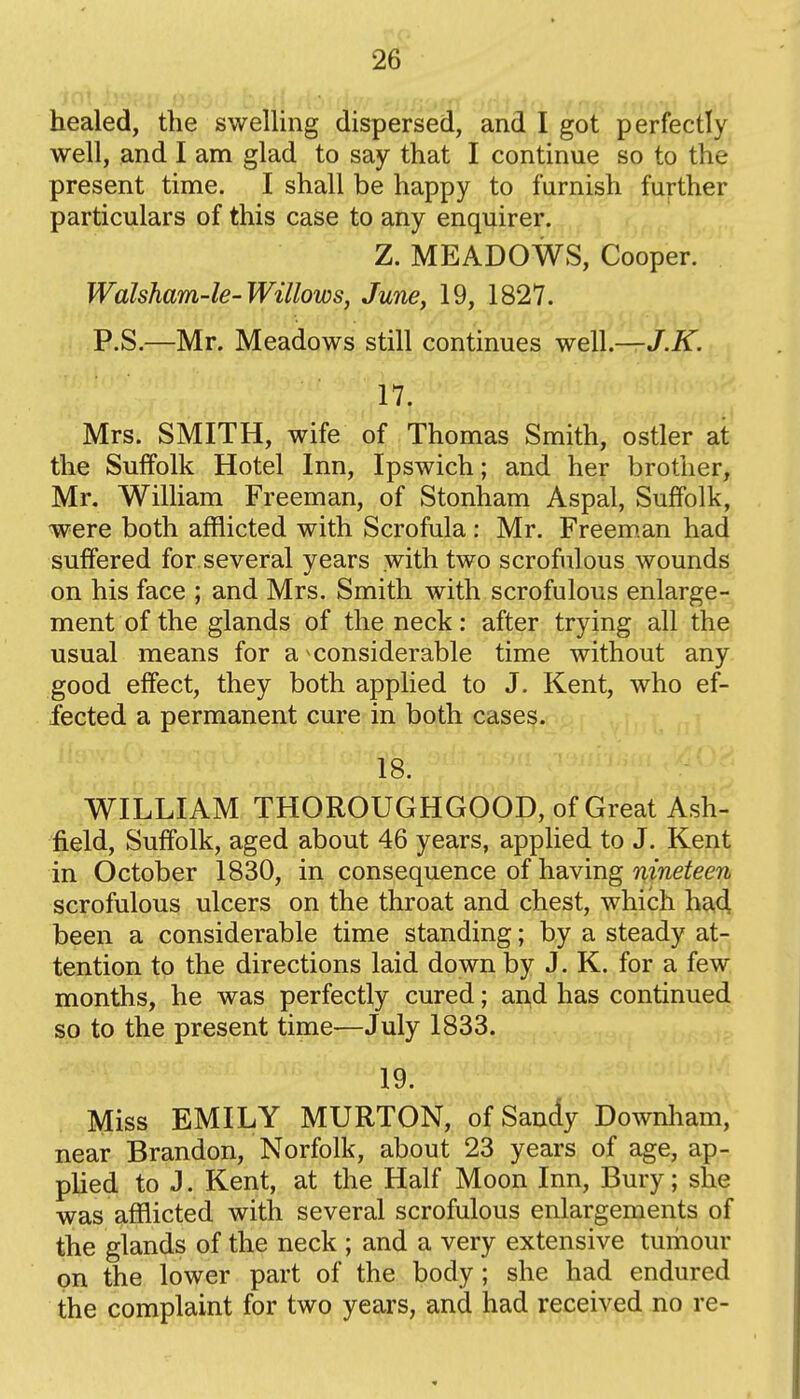 26
healed, the swelling dispersed, and I got perfectly
well, and I am glad to say that I continue so to the
present time. I shall be happy to furnish further
particulars of this case to any enquirer.
Z. MEADOWS, Cooper.
Walsham-le-Willows, June, 19, 1827.
P.S.—Mr. Meadows still continues well.—J.K.
17.
Mrs. SMITH, wife of Thomas Smith, ostler at
the Suffolk Hotel Inn, Ipswich; and her brother,
Mr. William Freeman, of Stonham Aspal, Suffolk,
were both afflicted with Scrofula: Mr. Freeman had
suffered for several years with two scrofulous wounds
on his face ; and Mrs. Smith with scrofulous enlarge-
ment of the glands of the neck: after trying all the
usual means for a considerable time without any
good effect, they both applied to J. Kent, who ef-
fected a permanent cure in both cases.
18.
WILLIAM THOROUGHGOOD, of Great Ash-
field, Suffolk, aged about 46 years, applied to J. Kent
in October 1830, in consequence of having nineteen
scrofulous ulcers on the throat and chest, which had
been a considerable time standing; by a steady at-
tention to the directions laid down by J. K. for a few
months, he was perfectly cured; and has continued
so to the present time—July 1833.
19.
Miss EMILY MURTON, of Sandy Downham,
near Brandon, Norfolk, about 23 years of age, ap-
plied to J. Kent, at the Half Moon Inn, Bury; she
was afflicted with several scrofulous enlargements of
the glands of the neck ; and a very extensive tumour
on the lower part of the body; she had endured
the complaint for two years, and had received no re-